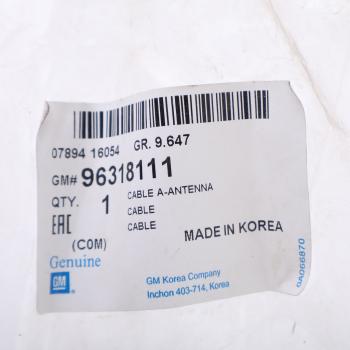 07894 16054 GR. 9.647
GM# 96318111
QTY. 1 CABLE A-ANTENNA
CABLE
EAC CABLE
(COM) MADE IN KOREA
Genuine
GM
GM Korea Company
Inchon 403-714, Korea
0A066870